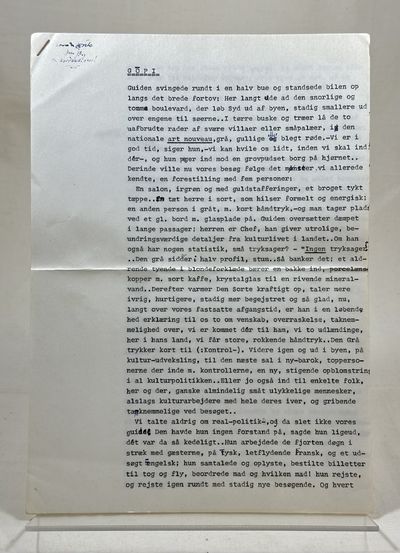 G O P I
Guiden svingede rundt i en halv bue og standsede bilen op
langs det brede fortov: Her langt ude ad den snorlige og
tomme boulevard, der løb Syd ud af byen, stadig smallere ud
over engene til søerne..I tørre buske og træer lå de to
uafbrudte rader af svære villaer eller småpalæer, i den
nationale art nouveau,grå, gullige og blegt røde.-Vi er i
god tid, siger hun,-vi kan hvile os lidt, inden vi skal ind
dér-, og hun peger ind mod en grovpudset borg på hjørnet..
Derinde ville nu vores besøg følge det mønster vi allerede
kendte, en forestilling med fem personer:
En salon, irgrøn og med guldstafferinger, et broget tykt
tæppe.. En tæt herre i sort, som hilser formelt og energisk;
en anden person i gråt, m. kort håndtryk,-og man tager plads
ved et gl. bord m. glasplade på. Guiden oversætter dæmpet
i lange passager: herren er Chef, han giver utrolige, be-
undringsværdige detaljer fra kulturlivet i landet..Om han
også har nogen statistik, små tryksager? - "Ingen tryksager"
..Den grå sidder i halv profil, stum..Så banker det; et ald-
rende tyende i blondeforklæde bærer en bakke ind, porcelæns-
kopper m. sort kaffe, krystalglas til en rivende mineral-
vand..Derefter varmer Den Sorte kraftigt op, taler mere
ivrig, hurtigere, stadig mer begejstret og så glad, nu,
langt over vores fastsatte afgangstid, er han i en løbende
hed erklæring til os to om venskab, overraskelse, taknem-
melighed over, vi er kommet dér til ham, vi to udlændinge,
her i hans land, vi får store, rokkende håndtryk..Den Grå
trykker kort til (:Kontrol-). Videre igen og ud i byen, på
kultur-udveksling, til den næste sal i ny-barok, topperso-
nerne der inde m. kontrollerne, en ny, stigende opblomstring
i al kulturpolitikken..Eller jo også ind til enkelte folk,
her og der, ganske almindelig småt ulykkelige mennesker,
alslags kulturarbejdere med hele deres iver, og gribende
taknemmelige ved besøget..
Vi talte aldrig om real-politik-,og da slet ikke vores
guide: Den havde hun ingen forstand på, sagde hun ligeud,
dét var da så kedeligt..Hun arbejdede de fjorten døgn i
stræk med gæsterne, på tysk, letflydende fransk, og et ud-
søgt engelsk; hun samtalede og oplyste, bestilte billetter
til tog og fly, beordrede mad og hvilken mad! hun rejste,
og rejste igen rundt med stadig nye besøgende. Og hvert